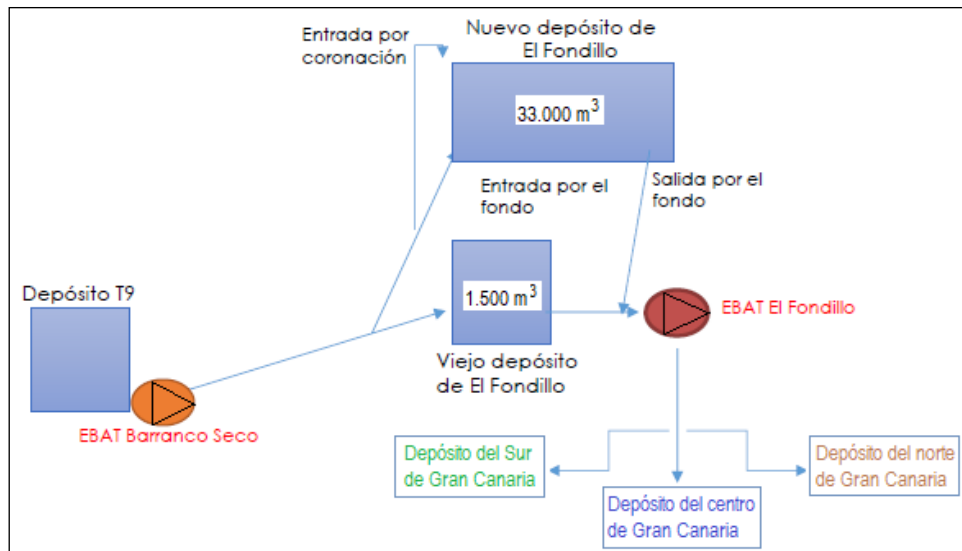 Entrada por
coronación
Nuevo depósito de
El Fondillo
33.000 m³
Entrada por el
fondo
Salida por el
fondo
Depósito T9
1.500 m³
EBAT El Fondillo
Viejo depósito
de El Fondillo
EBAT Barranco Seco
Depósito del Sur
de Gran Canaria
Depósito del centro
de Gran Canaria
Depósito del norte
de Gran Canaria